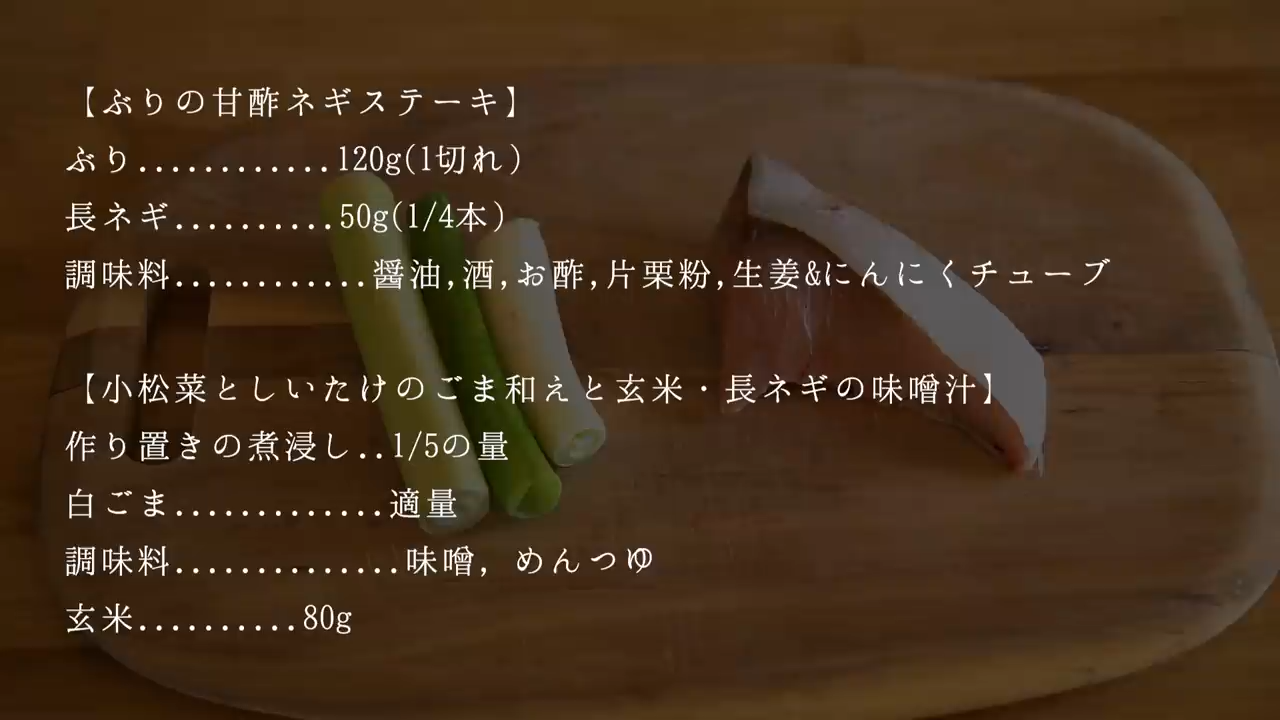 【ぶりの甘酢ネギステーキ】
ぶり............120g(1切れ)
長ネギ..........50g(1/4本)
調味料............醤油,酒,お酢,片栗粉,生姜&にんにくチューブ
【小松菜としいたけのごま和えと玄米・長ネギの味噌汁】
作り置きの煮浸し..1/5の量
白ごま.............適量
調味料..............味噌, めんつゆ
玄米..........80g